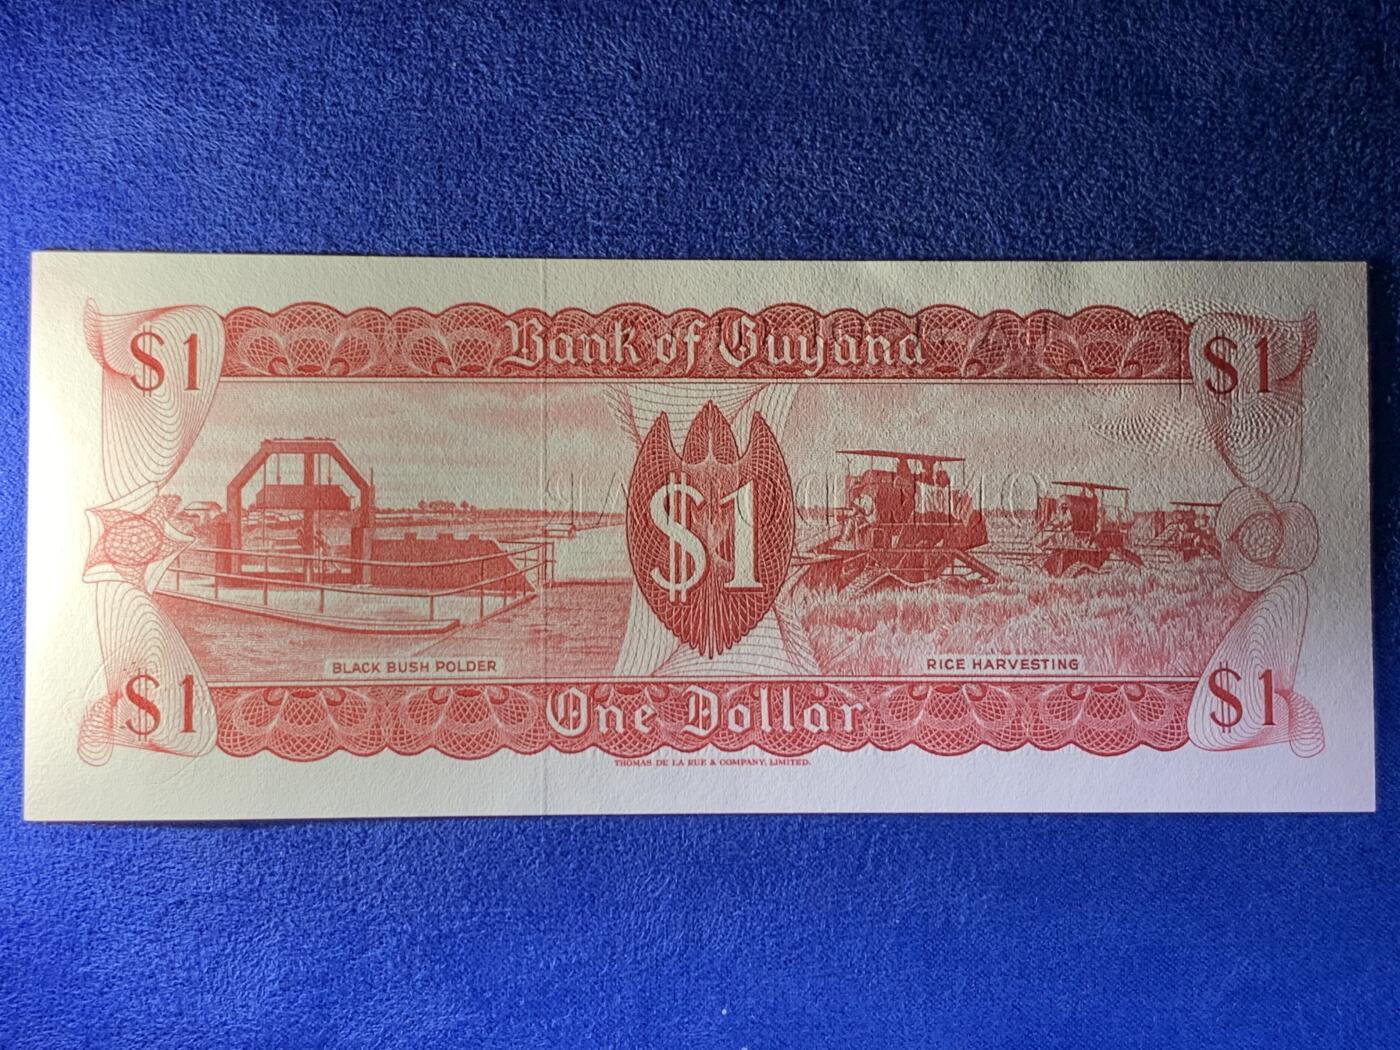 $1 Bank of Guyana $1
$1
BLACK BUSH POLDER RICE HARVESTING
$1 One Dollar $1
THOMAS DE LA RUE & COMPANY, LIMITED.